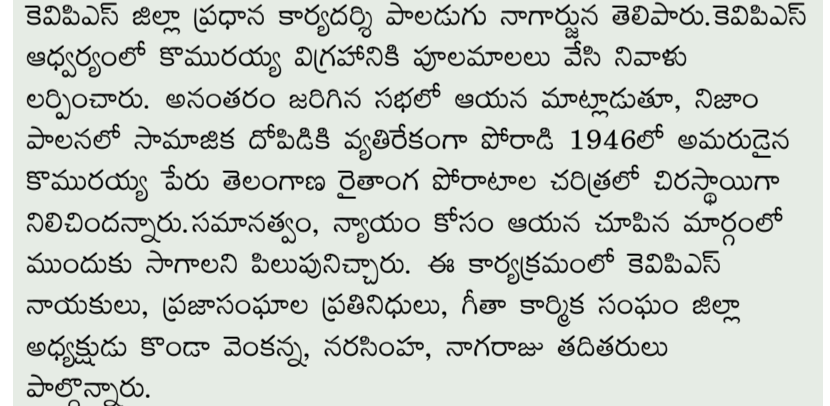 కెవిపిఎస్ జిల్లా ప్రధాన కార్యదర్శి పాలడుగు నాగార్జున తెలిపారు.కెవిపిఎస్
ఆధ్వర్యంలో కొమురయ్య విగ్రహానికి పూలమాలలు వేసి నివాళు
లర్పించారు. అనంతరం జరిగిన సభలో ఆయన మాట్లాడుతూ, నిజాం
పాలనలో సామాజిక దోపిడికి వ్యతిరేకంగా పోరాడి 1946లో అమరుడైన
కొమురయ్య పేరు తెలంగాణ రైతాంగ పోరాటాల చరిత్రలో చిరస్థాయిగా
నిలిచిందన్నారు.సమానత్వం, న్యాయం కోసం ఆయన చూపిన మార్గంలో
ముందుకు సాగాలని పిలుపునిచ్చారు. ఈ కార్యక్రమంలో కెవిపిఎస్
నాయకులు, ప్రజాసంఘాల ప్రతినిధులు, గీతా కార్మిక సంఘం జిల్లా
అధ్యక్షుడు కొండా వెంకన్న, నరసింహ, నాగరాజు తదితరులు
పాల్గొన్నారు.